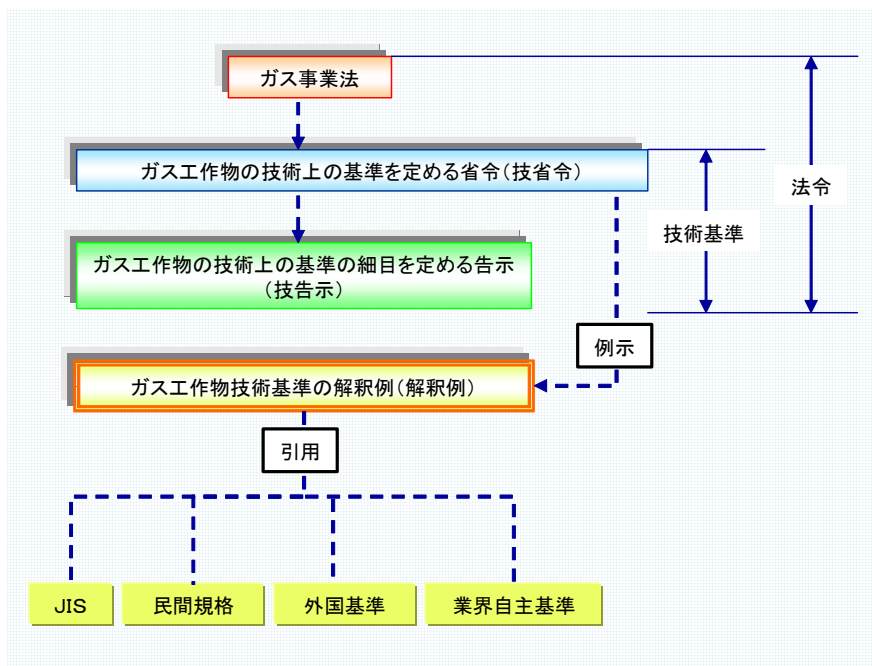 ガス事業法
ガス工作物の技術上の基準を定める省令(技省令)
法令
技術基準
ガス工作物の技術上の基準の細目を定める告示
(技告示)
例示
ガス工作物技術基準の解釈例(解釈例)
引用
JIS
民間規格
外国基準
業界自主基準